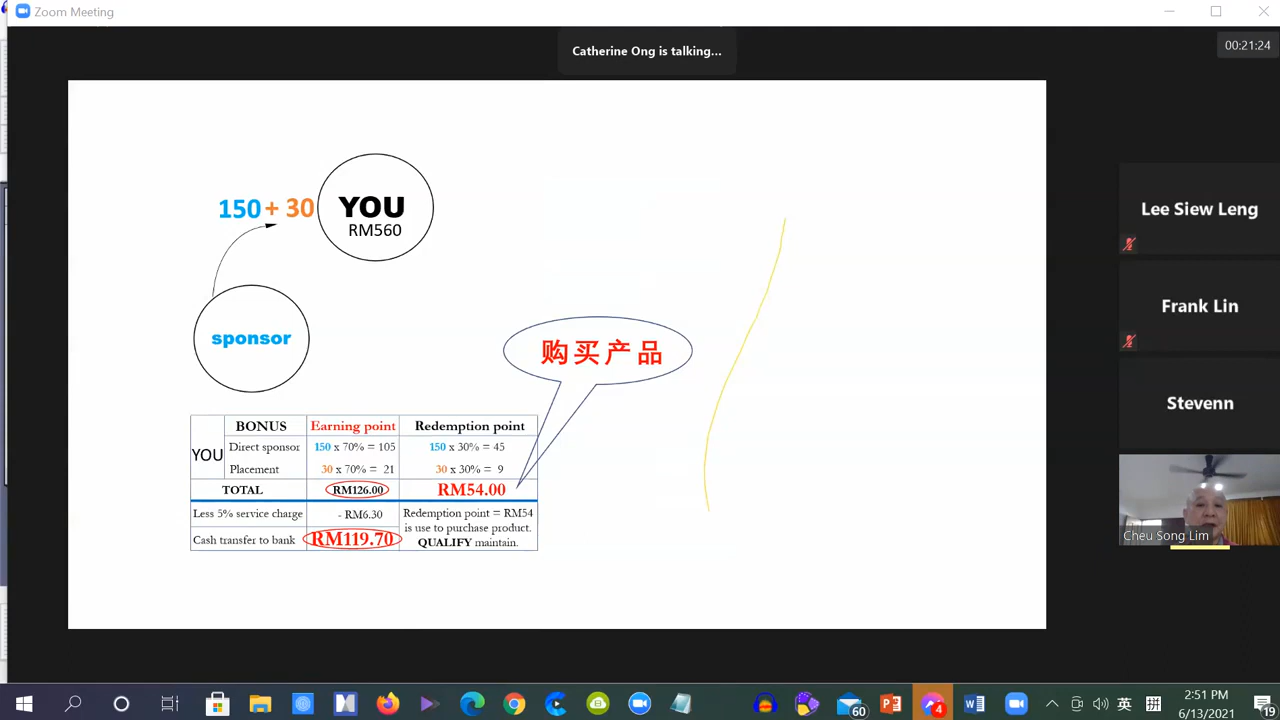 Zoom Meeting
Catherine Ong is talking...
00:21:24
150 + 30
YOU
RM560
sponsor
购买产品
YOU
BONUS Earning point Redemption point
Direct sponsor 150 x 70% = 105 150 x 30% = 45
Placement 30 x 70% = 21 30 x 30% = 9
TOTAL RM126.00 RM54.00
Less 5% service charge - RM6.30
Cash transfer to bank RM119.70
Redemption point = RM54
is use to purchase product.
QUALIFY maintain.
Lee Siew Leng
Frank Lin
Stevenn
Cheu Song Lim
60
4
英
拼
2:51 PM
6/13/2021
19